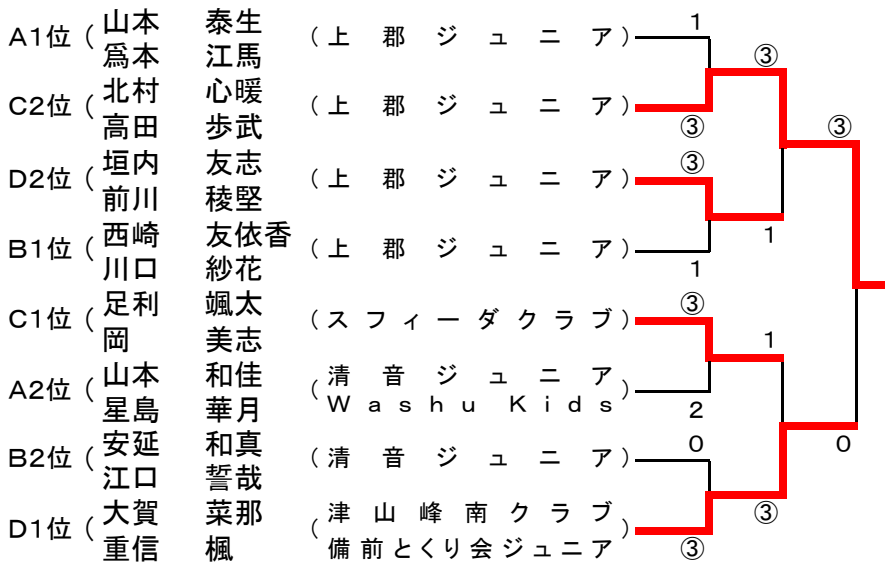 A1位 ( 山本 泰生 ( 上 郡 ジ ュ ニ ア ) 1
爲本 江馬
③
C2位 ( 北村 心暖 ( 上 郡 ジ ュ ニ ア )
高田 歩武 ③
③
D2位 ( 垣内 友志 ( 上 郡 ジ ュ ニ ア ) ③
前川 稜堅
1
B1位 ( 西崎 友依香 ( 上 郡 ジ ュ ニ ア )
川口 紗花 1
C1位 ( 足利 颯太 ( ス フ ィ ー ダ ク ラ ブ ) ③
岡 美志
1
A2位 ( 山本 和佳 ( 清 音 ジ ュ ニ ア
星島 華月 W a s h u K i d s ) 2
B2位 ( 安延 和真 ( 清 音 ジ ュ ニ ア ) 0
江口 誓哉
0
D1位 ( 大賀 菜那 ( 津 山 峰 南 ク ラ ブ
③
重信 楓 備前とくり会ジュニア ) ③